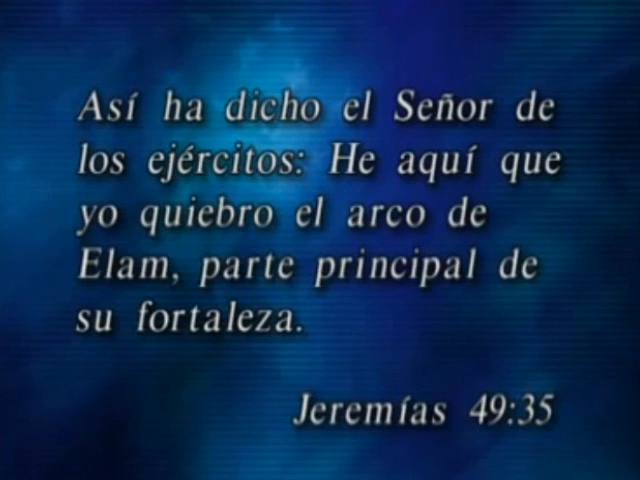 Así ha dicho el Señor de
los ejércitos: He aquí que
yo quiebro el arco de
Elam, parte principal de
su fortaleza.
Jeremías 49:35